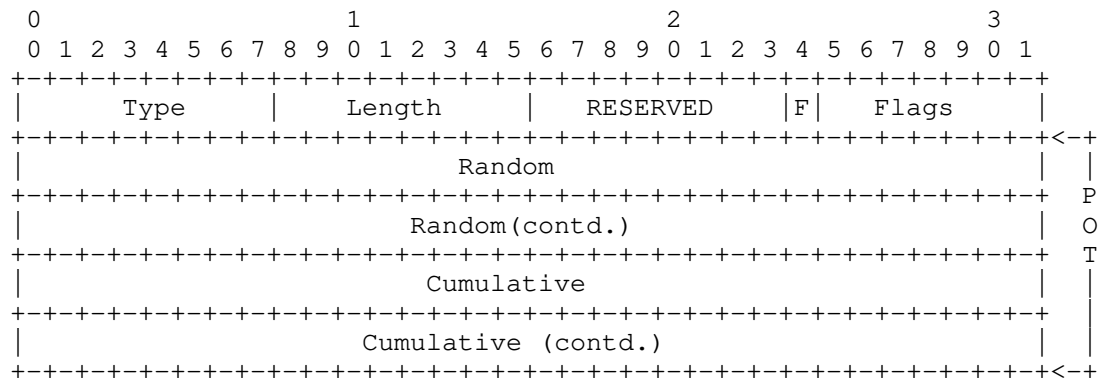 0                   1                   2                   3
 0 1 2 3 4 5 6 7 8 9 0 1 2 3 4 5 6 7 8 9 0 1 2 3 4 5 6 7 8 9 0 1
+-+-+-+-+-+-+-+-+-+-+-+-+-+-+-+-+-+-+-+-+-+-+-+-+-+-+-+-+-+-+-+-+
|      Type     |    Length     |   RESERVED    |F|   Flags     |
+-+-+-+-+-+-+-+-+-+-+-+-+-+-+-+-+-+-+-+-+-+-+-+-+-+-+-+-+-+-+-+-+<-+
|                           Random                              |  |
+-+-+-+-+-+-+-+-+-+-+-+-+-+-+-+-+-+-+-+-+-+-+-+-+-+-+-+-+-+-+-+-+  P
|                        Random(contd.)                         |  O
+-+-+-+-+-+-+-+-+-+-+-+-+-+-+-+-+-+-+-+-+-+-+-+-+-+-+-+-+-+-+-+-+  T
|                         Cumulative                            |  |
+-+-+-+-+-+-+-+-+-+-+-+-+-+-+-+-+-+-+-+-+-+-+-+-+-+-+-+-+-+-+-+-+  |
|                     Cumulative (contd.)                       |  |
+-+-+-+-+-+-+-+-+-+-+-+-+-+-+-+-+-+-+-+-+-+-+-+-+-+-+-+-+-+-+-+-+<-+